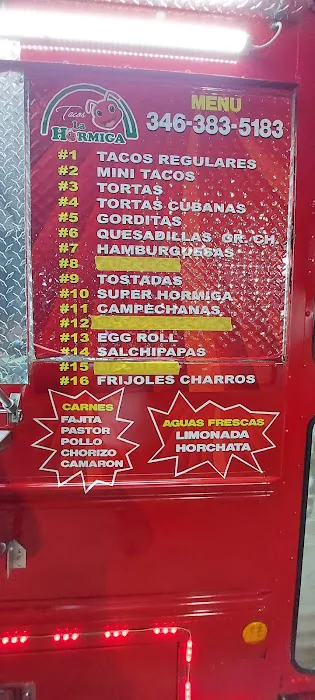 Tacos
La
HORMIGA
MENU
346-383-5183
#1 TACOS REGULARES
#2 MINI TACOS
#3 TORTAS
#4 TORTAS CUBANAS
#5 GORDITAS
#6 QUESADILLAS GR. CH.
#7 HAMBURGUESAS
#8
#9 TOSTADAS
#10 SUPER HORMIGA
#11 CAMPECHANAS
#12
#13 EGG ROLL
#14 SALCHIPAPAS
#15
#16 FRIJOLES CHARROS
CARNES
FAJITA
PASTOR
POLLO
CHORIZO
CAMARON
AGUAS FRESCAS
LIMONADA
HORCHATA